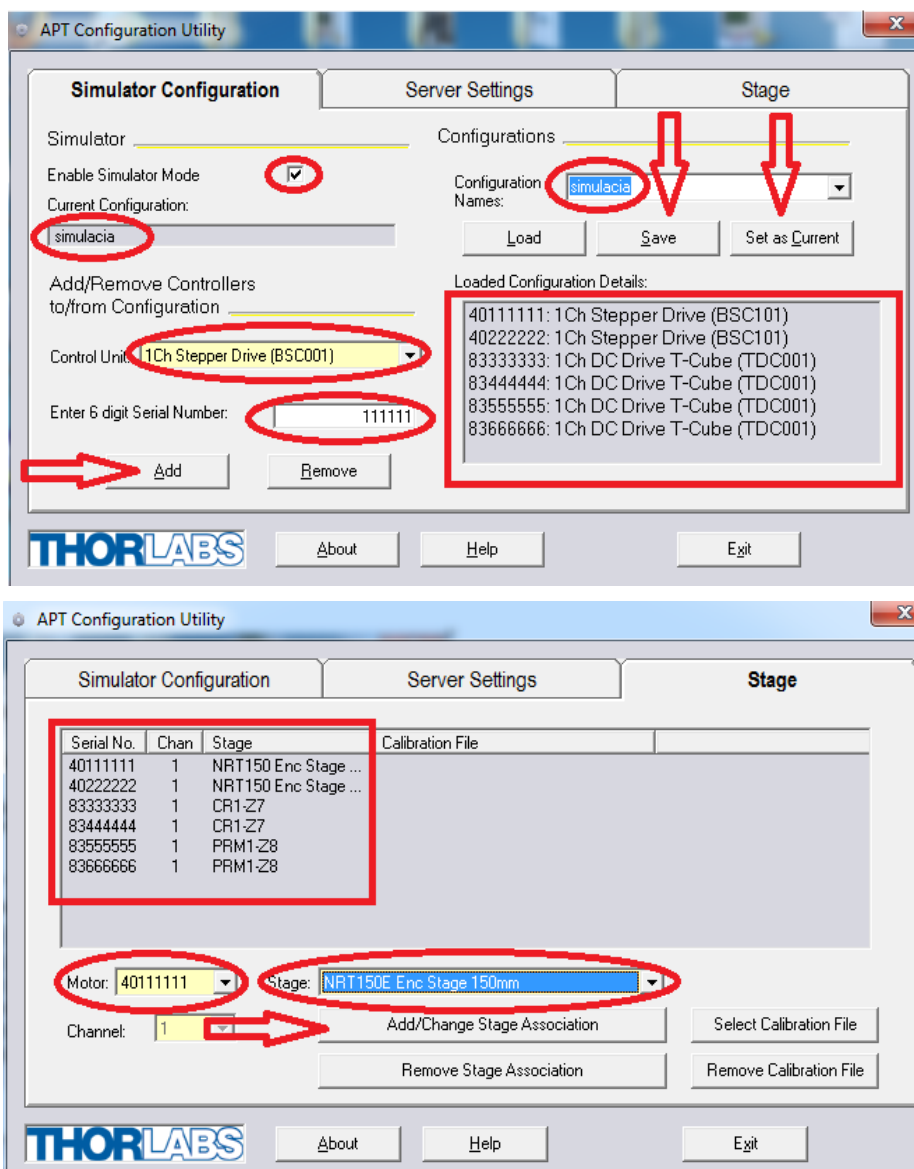 APT Configuration Utility
x
Simulator Configuration
Server Settings
Stage
Simulator
Enable Simulator Mode
Current Configuration:
simulacia
Add/Remove Controllers
to/from Configuration
Control Unit:
1Ch Stepper Drive (BSC001)
Enter 6 digit Serial Number:
111111
Add
Remove
Configurations
Configuration
Names:
simulacia
Load
Save
Set as Current
Loaded Configuration Details:
40111111: 1Ch Stepper Drive (BSC101)
40222222: 1Ch Stepper Drive (BSC101)
83333333: 1Ch DC Drive T-Cube (TDC001)
83444444: 1Ch DC Drive T-Cube (TDC001)
83555555: 1Ch DC Drive T-Cube (TDC001)
83666666: 1Ch DC Drive T-Cube (TDC001)
THORLABS
About
Help
Exit
APT Configuration Utility
x
Simulator Configuration
Server Settings
Stage
Serial No. Chan Stage Calibration File
40111111 1 NRT150 Enc Stage ...
40222222 1 NRT150 Enc Stage ...
83333333 1 CR1-Z7
83444444 1 CR1-Z7
83555555 1 PRM1-Z8
83666666 1 PRM1-Z8
Motor: 40111111
Stage: NRT150E Enc Stage 150mm
Channel: 1
Add/Change Stage Association
Select Calibration File
Remove Stage Association
Remove Calibration File
THORLABS
About
Help
Exit